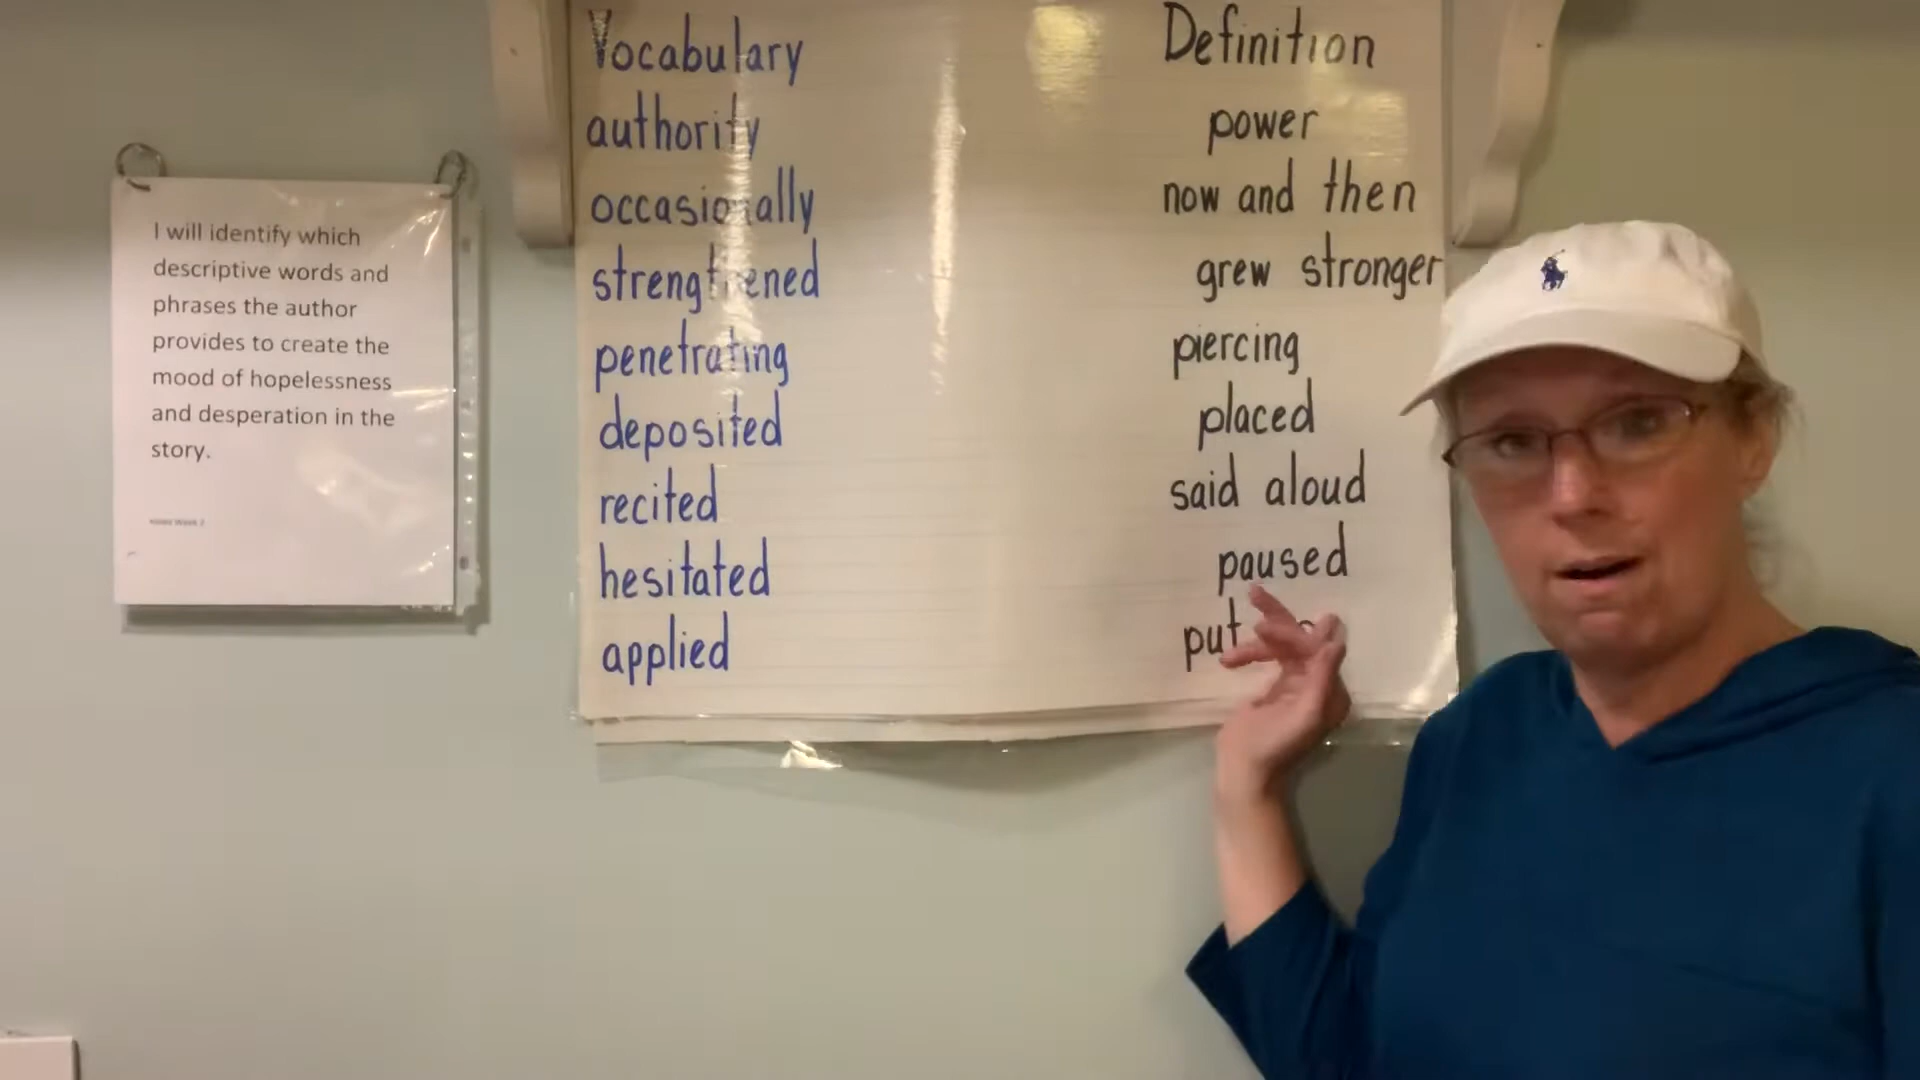 I will identify which
descriptive words and
phrases the author
provides to create the
mood of hopelessness
and desperation in the
story.
Vocabulary Definition
authority power
occasionally now and then
strengthened grew stronger
penetrating piercing
deposited placed
recited said aloud
hesitated paused
applied put